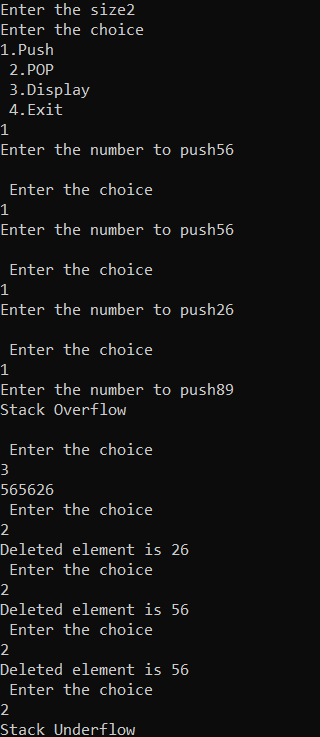 Enter the size2
Enter the choice
1.Push
 2.POP
 3.Display
 4.Exit
1
Enter the number to push56

 Enter the choice
1
Enter the number to push56

 Enter the choice
1
Enter the number to push26

 Enter the choice
1
Enter the number to push89
Stack Overflow

 Enter the choice
3
565626
 Enter the choice
2
Deleted element is 26
 Enter the choice
2
Deleted element is 56
 Enter the choice
2
Deleted element is 56
 Enter the choice
2
Stack Underflow